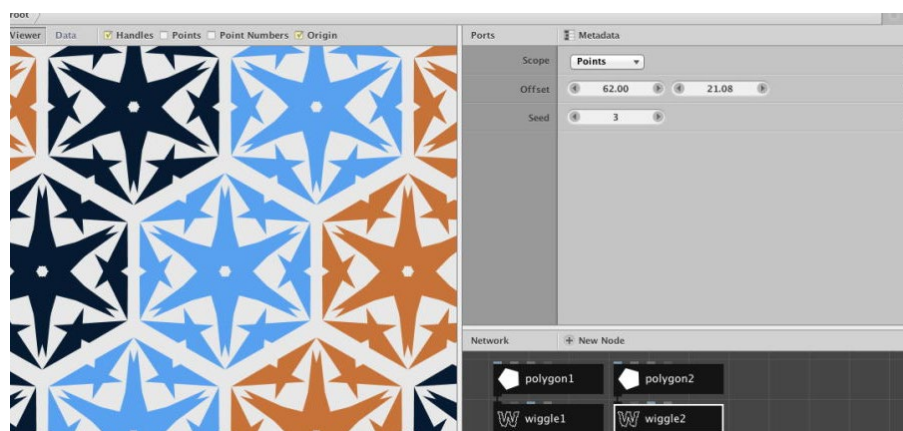 root
Viewer Data Handles Points Point Numbers Origin
Ports Metadata
Scope Points
Offset 62.00 21.08
Seed 3
Network New Node
polygon1 polygon2
wiggle1 wiggle2